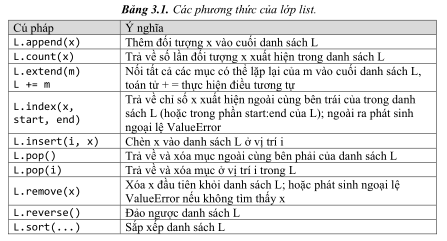 Bảng 3.1. Các phương thức của lớp list.
Cú pháp Ý nghĩa
L.append(x) Thêm đối tượng x vào cuối danh sách L
L.count(x) Trả về số lần đối tượng x xuất hiện trong danh sách L
L.extend(m) Nối tất cả các mục có thể lặp lại của m vào cuối danh sách L,
L += m toán tử + = thực hiện điều tương tự
L.index(x, Trả về chỉ số x xuất hiện ngoài cùng bên trái của trong danh
start, end) sách L (hoặc trong phần start:end của L); ngoài ra phát sinh
ngoại lệ ValueError
L.insert(i, x) Chèn x vào danh sách L ở vị trí i
L.pop() Trả về và xóa mục ngoài cùng bên phải của danh sách L
L.pop(i) Trả về và xóa mục ở vị trí i trong L
L.remove(x) Xóa x đầu tiên khỏi danh sách L; hoặc phát sinh ngoại lệ
ValueError nếu không tìm thấy x
L.reverse() Đảo ngược danh sách L
L.sort(...) Sắp xếp danh sách L